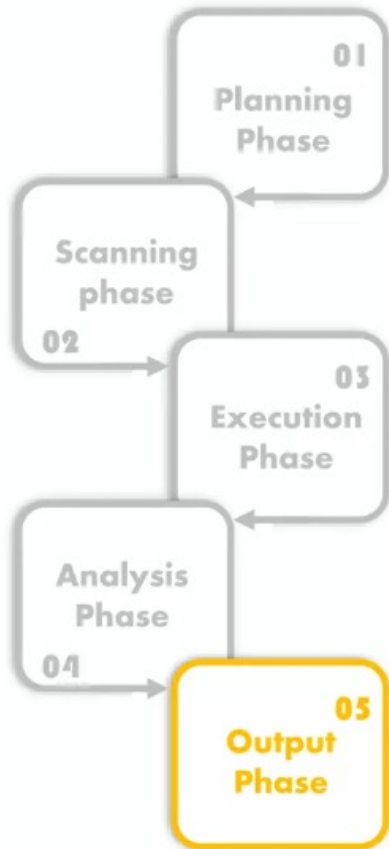 01
Planning
Phase
Scanning
phase
02
03
Execution
Phase
Analysis
Phase
04
05
Output
Phase